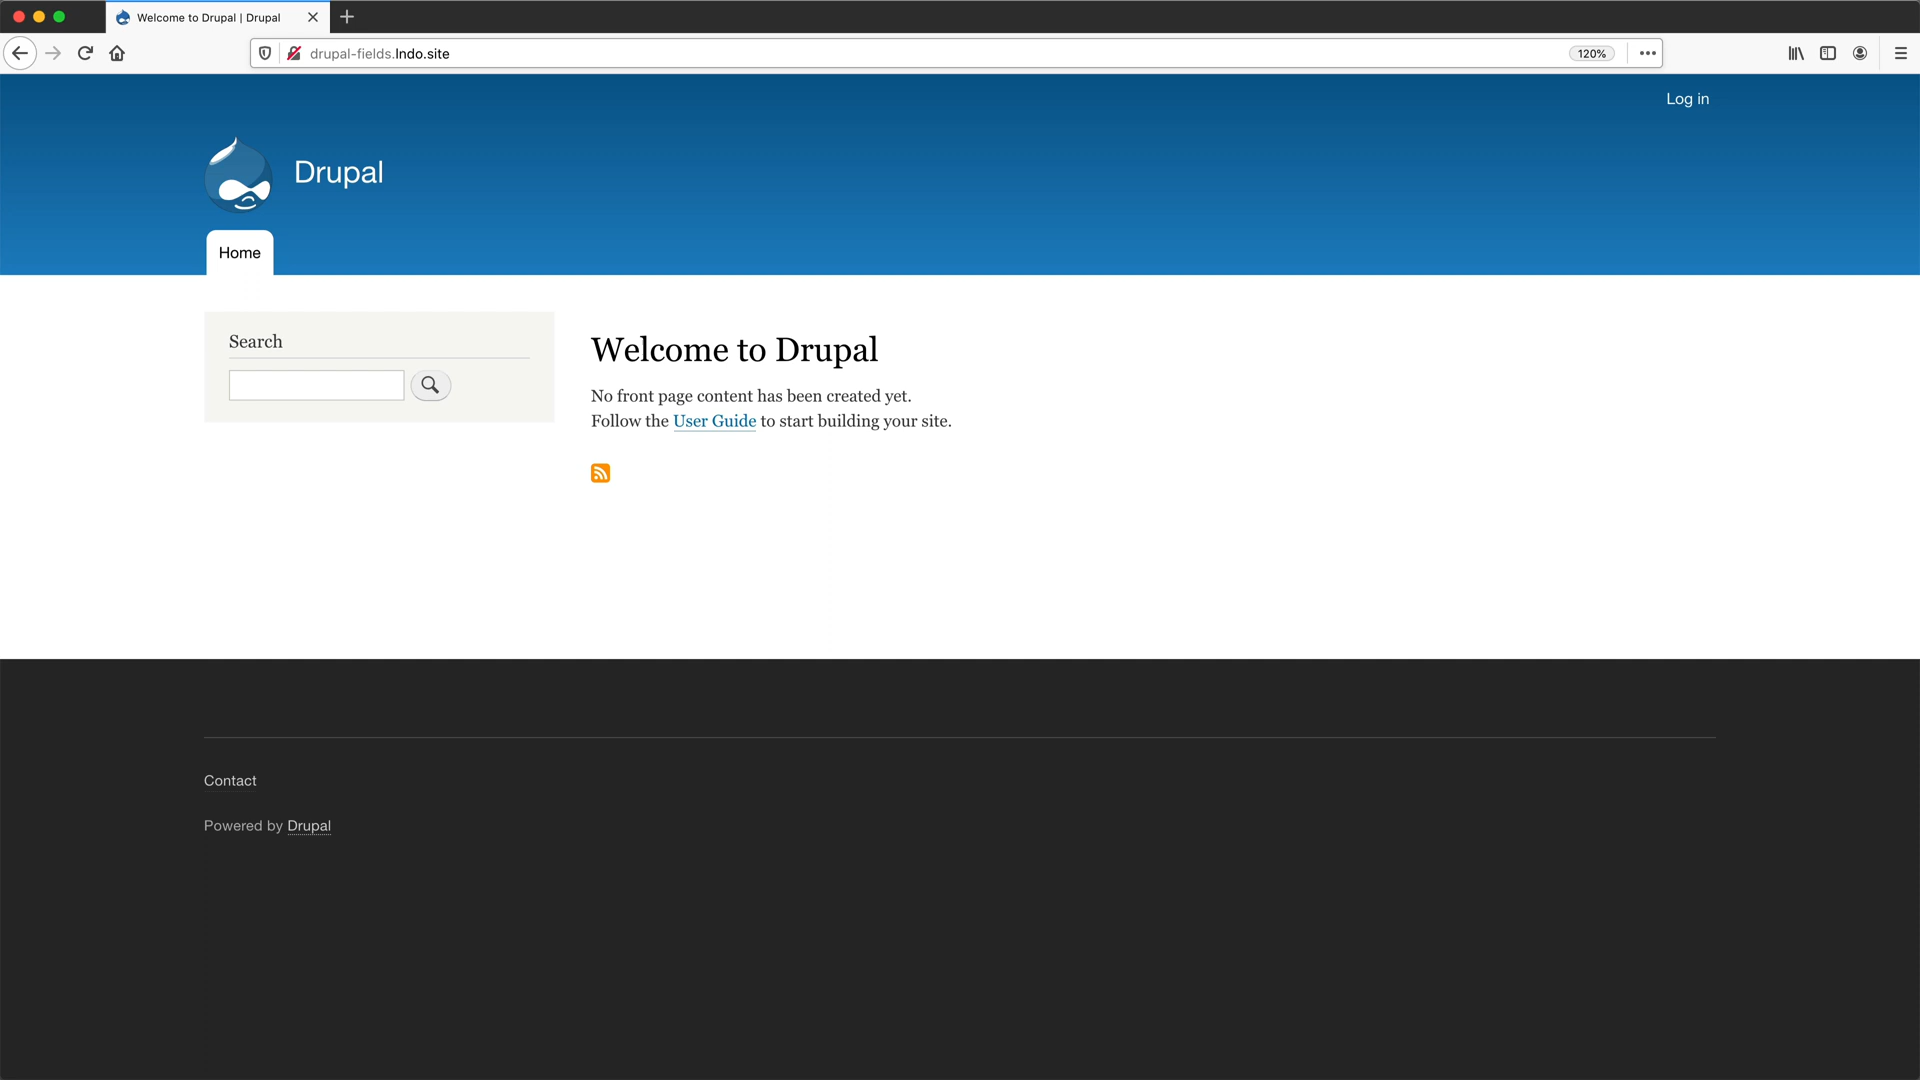 Welcome to Drupal | Drupal
drupal-fields.lndo.site
120%
Log in
Drupal
Home
Search
Welcome to Drupal
No front page content has been created yet.
Follow the User Guide to start building your site.
Contact
Powered by Drupal